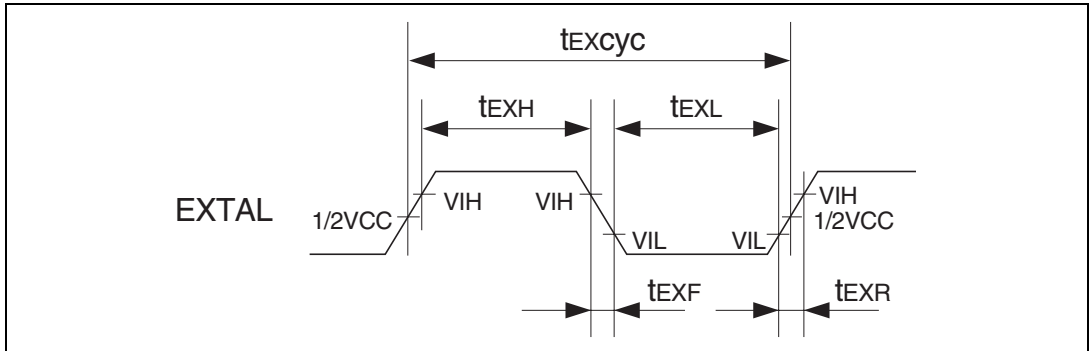 tEXcyc
tEXH
tEXL
EXTAL
1/2VCC
VIH
VIH
VIL
VIL
VIH
1/2VCC
tEXF
tEXR